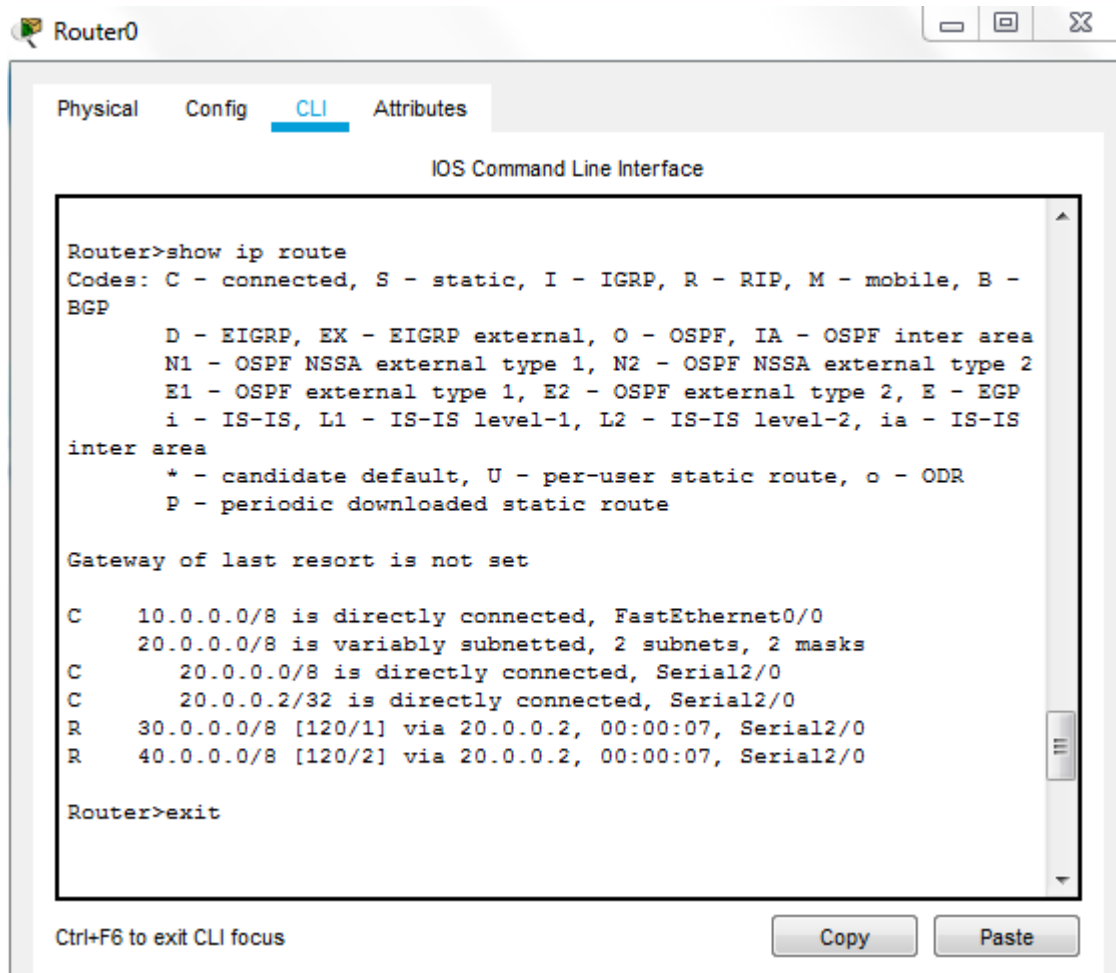 Router0
Physical Config CLI Attributes
IOS Command Line Interface
Router>show ip route
Codes: C - connected, S - static, I - IGRP, R - RIP, M - mobile, B -
BGP
       D - EIGRP, EX - EIGRP external, O - OSPF, IA - OSPF inter area
       N1 - OSPF NSSA external type 1, N2 - OSPF NSSA external type 2
       E1 - OSPF external type 1, E2 - OSPF external type 2, E - EGP
       i - IS-IS, L1 - IS-IS level-1, L2 - IS-IS level-2, ia - IS-IS
inter area
       * - candidate default, U - per-user static route, o - ODR
       P - periodic downloaded static route
Gateway of last resort is not set
C    10.0.0.0/8 is directly connected, FastEthernet0/0
     20.0.0.0/8 is variably subnetted, 2 subnets, 2 masks
C       20.0.0.0/8 is directly connected, Serial2/0
C       20.0.0.2/32 is directly connected, Serial2/0
R    30.0.0.0/8 [120/1] via 20.0.0.2, 00:00:07, Serial2/0
R    40.0.0.0/8 [120/2] via 20.0.0.2, 00:00:07, Serial2/0
Router>exit
Ctrl+F6 to exit CLI focus Copy Paste